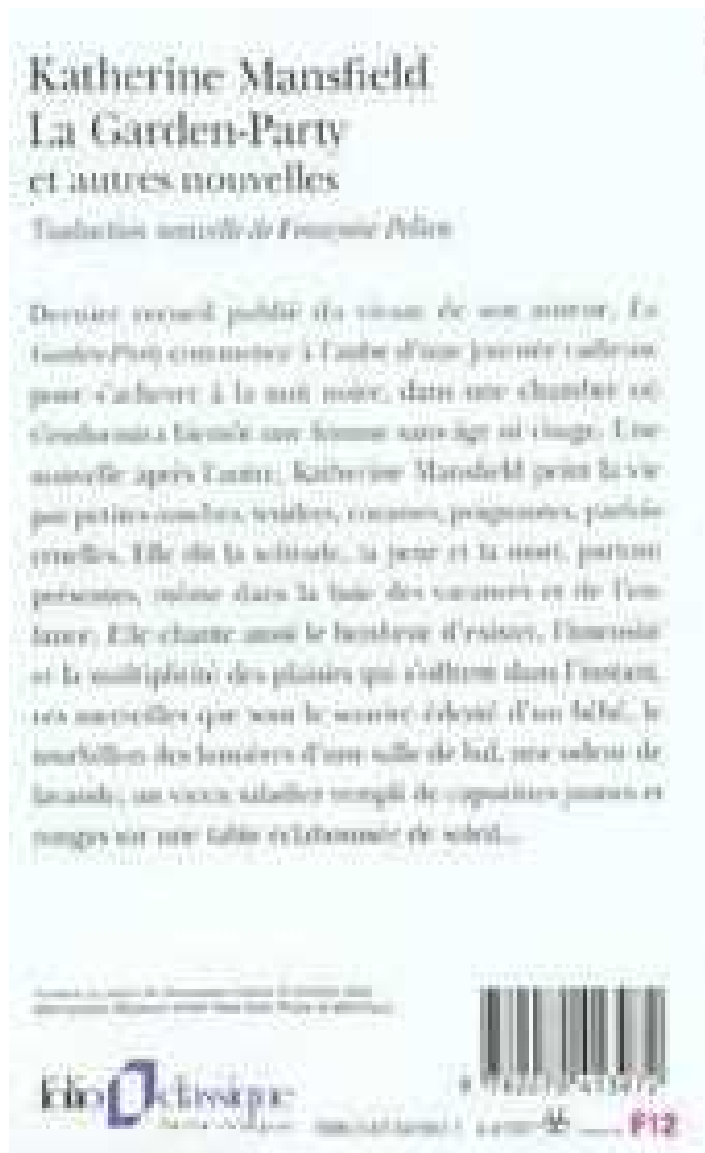 Katherine Mansfield
La Garden-Party
et autres nouvelles
Traduction nouvelle de Françoise Pellan
Dernier recueil publié du vivant de son auteur, La
Garden-Party commence à l'aube d'une journée radieuse
pour s'achever à la nuit noire, dans une chambre où
s'endormira bientôt une femme sans âge ni visage. Une
nouvelle après l'autre, Katherine Mansfield peint la vie
par petites touches, tendres, cocasses, poignantes, parfois
cruelles. Elle dit la solitude, la peur et la mort, partout
présentes, même dans la baie des vacances et de l'en-
fance. Elle chante aussi le bonheur d'exister, l'intensité
et la multiplicité des plaisirs qui s'offrent dans l'instant,
ces merveilles que sont le sourire édenté d'un bébé, le
tourbillon des lumières d'une salle de bal, une odeur de
lavande, un vieux saladier rempli de capucines jaunes et
rouges sur une table éclaboussée de soleil...
folio classique
F12